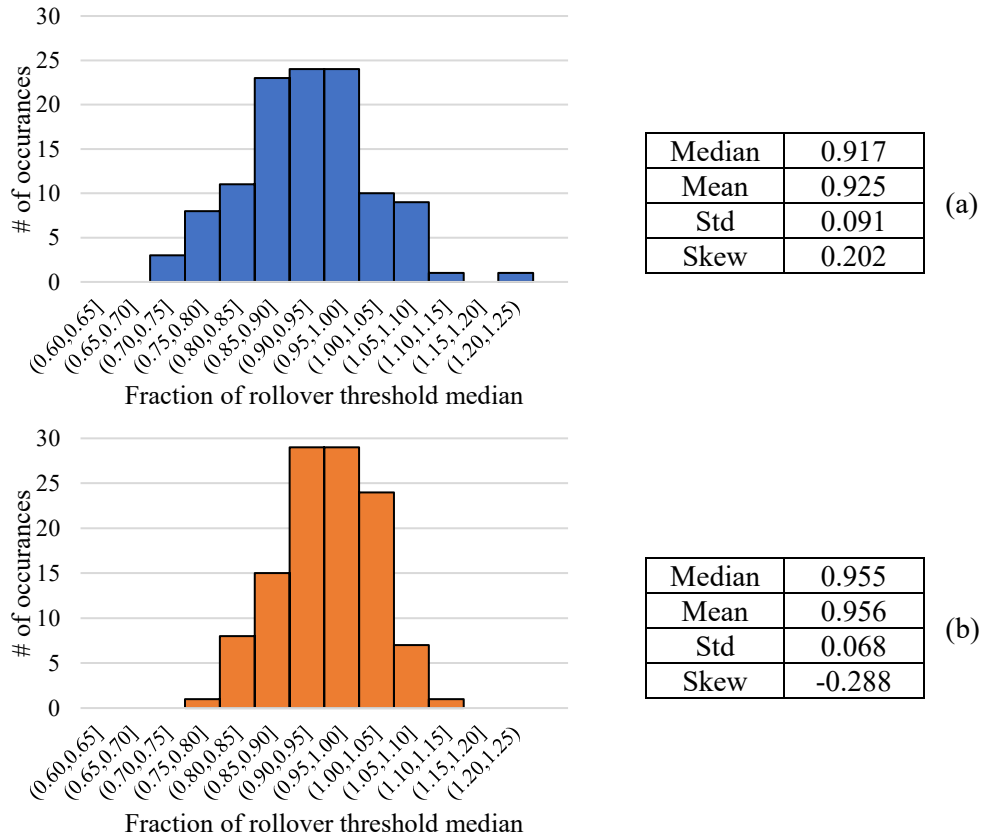 30
25
20
15
10
5
0
# of occurances
(0.60,0.65]
(0.65,0.70]
(0.70,0.75]
(0.75,0.80]
(0.80,0.85]
(0.85,0.90]
(0.90,0.95]
(0.95,1.00]
(1.00,1.05]
(1.05,1.10]
(1.10,1.15]
(1.15,1.20]
(1.20,1.25)
Fraction of rollover threshold median
Median 0.917
Mean 0.925
Std 0.091
Skew 0.202
(a)
30
25
20
15
10
5
0
# of occurances
(0.60,0.65]
(0.65,0.70]
(0.70,0.75]
(0.75,0.80]
(0.80,0.85]
(0.85,0.90]
(0.90,0.95]
(0.95,1.00]
(1.00,1.05]
(1.05,1.10]
(1.10,1.15]
(1.15,1.20]
(1.20,1.25)
Fraction of rollover threshold median
Median 0.955
Mean 0.956
Std 0.068
Skew -0.288
(b)